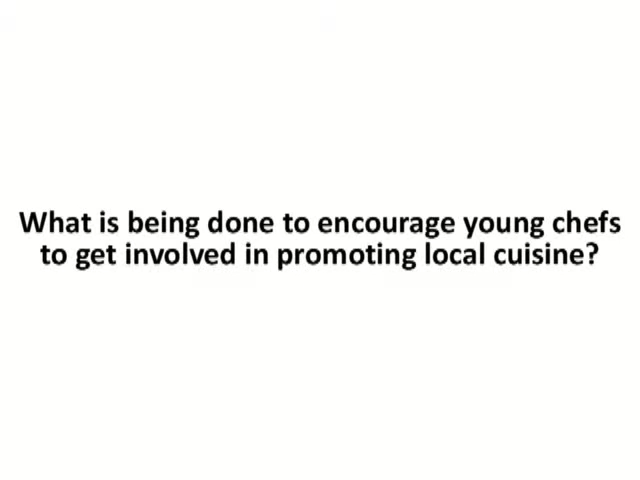 What is being done to encourage young chefs
to get involved in promoting local cuisine?